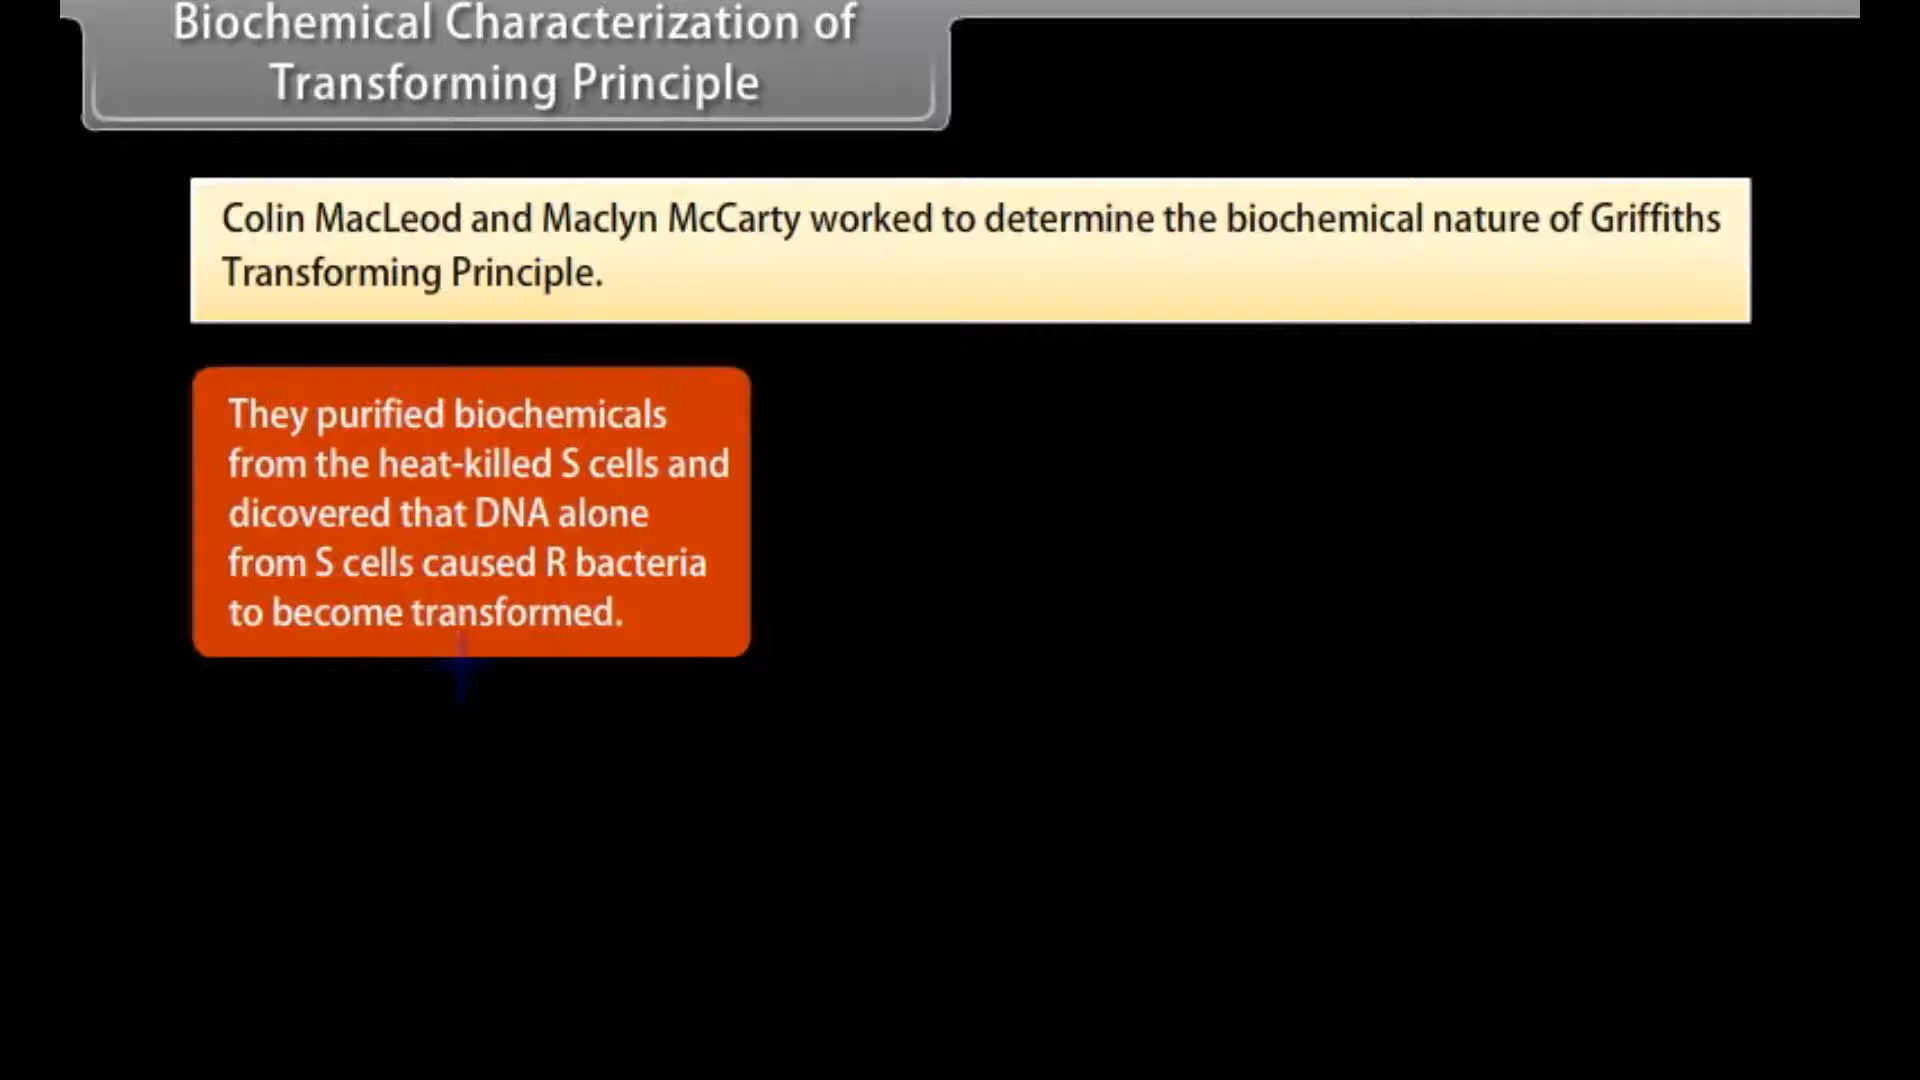 Biochemical Characterization of
Transforming Principle
Colin MacLeod and Maclyn McCarty worked to determine the biochemical nature of Griffiths
Transforming Principle.
They purified biochemicals
from the heat-killed S cells and
dicovered that DNA alone
from S cells caused R bacteria
to become transformed.